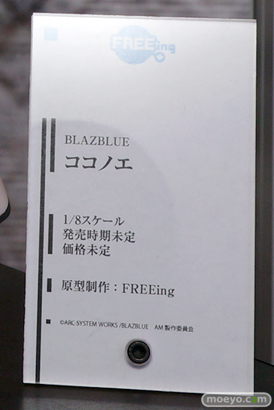 FREEing
BLAZBLUE
ココノエ
1/8スケール
発売時期未定
価格未定
原型制作：FREEing
©ARC SYSTEM WORKS/BLAZBLUE AM製作委員会
moeyo.com